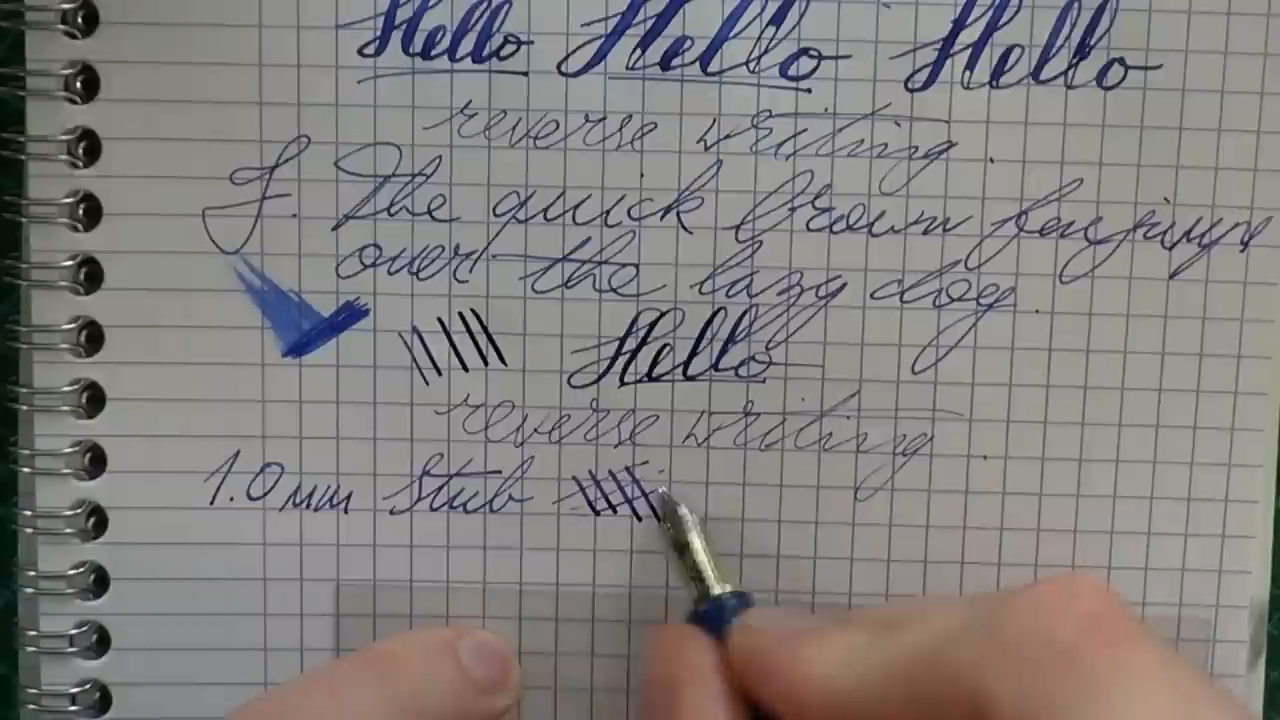 Hello Hello Hello
reverse writing.
F. The quick brown fox jumps
over the lazy dog.
Hello
reverse writing.
1.0 mm Stub